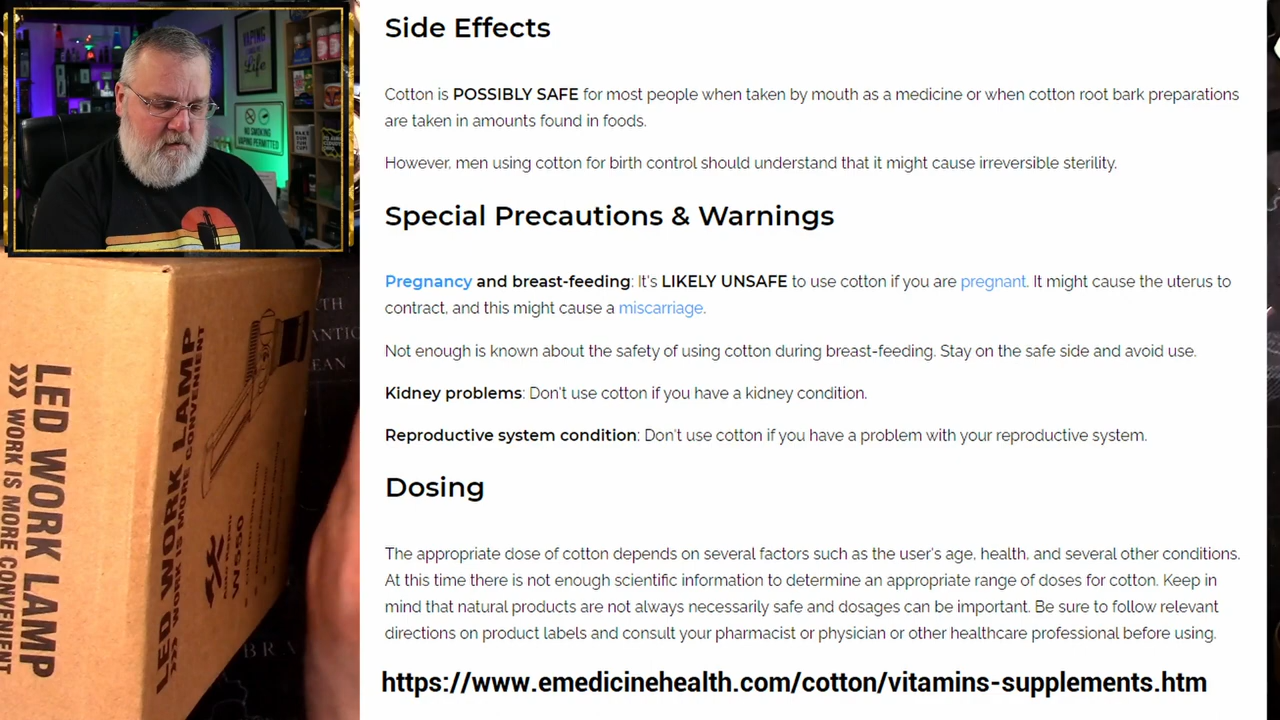 VAPING
Life
NO SMOKING
VAPING PERMITTED
Side Effects
Cotton is POSSIBLY SAFE for most people when taken by mouth as a medicine or when cotton root bark preparations
are taken in amounts found in foods.
However, men using cotton for birth control should understand that it might cause irreversible sterility.
Special Precautions & Warnings
Pregnancy and breast-feeding: It's LIKELY UNSAFE to use cotton if you are pregnant. It might cause the uterus to
contract, and this might cause a miscarriage.
Not enough is known about the safety of using cotton during breast-feeding. Stay on the safe side and avoid use.
Kidney problems: Don't use cotton if you have a kidney condition.
Reproductive system condition: Don't use cotton if you have a problem with your reproductive system.
Dosing
The appropriate dose of cotton depends on several factors such as the user's age, health, and several other conditions.
At this time there is not enough scientific information to determine an appropriate range of doses for cotton. Keep in
mind that natural products are not always necessarily safe and dosages can be important. Be sure to follow relevant
directions on product labels and consult your pharmacist or physician or other healthcare professional before using.
https://www.emedicinehealth.com/cotton/vitamins-supplements.htm
LED WORK LAMP
>>> WORK IS MORE CONVENIENT
LED WORK LAMP
>>> WORK IS MORE CONVENIENT
W550